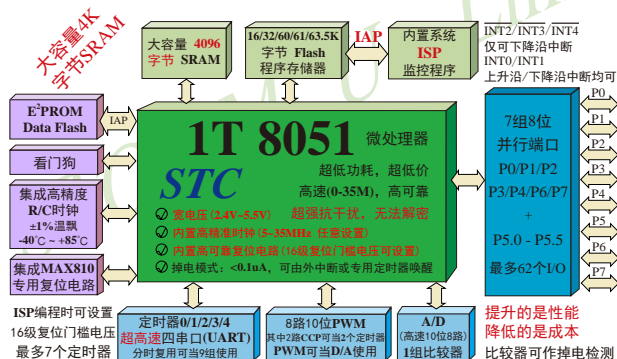 大容量4K
字节SRAM
大容量 4096
字节 SRAM
16/32/60/61/63.5K
字节 Flash
程序存储器
IAP
内置系统
ISP
监控程序
INT2/INT3/INT4
仅可下降沿中断
INT0/INT1
上升沿/下降沿中断均可
E²PROM
Data Flash
IAP
看门狗
集成高精度
R/C时钟
±1%温飘
-40℃ ~ +85℃
集成MAX810
专用复位电路
1T 8051 微处理器
STC
超低功耗，超低价
高速(0-35M)，高可靠
宽电压(2.4V~5.5V) 超强抗干扰，无法解密
内置高精准时钟(5~35MHz 任意设置)
内置高可靠复位电路(16级复位门槛电压可设置)
掉电模式：<0.1uA，可由外中断或专用定时器唤醒
7组8位
并行端口
P0/P1/P2
P3/P4/P6/P7
+
P5.0 - P5.5
最多62个I/O
P0
P1
P2
P3
P4
P5
P6
P7
ISP编程时可设置
16级复位门槛电压
最多7个定时器
定时器0/1/2/3/4
超高速四串口(UART)
分时复用可当9组使用
8路10位PWM
其中2路CCP可当2个定时器
PWM可当D/A使用
A/D
(高速10位8路)
1组比较器
提升的是性能
降低的是成本
比较器可作掉电检测